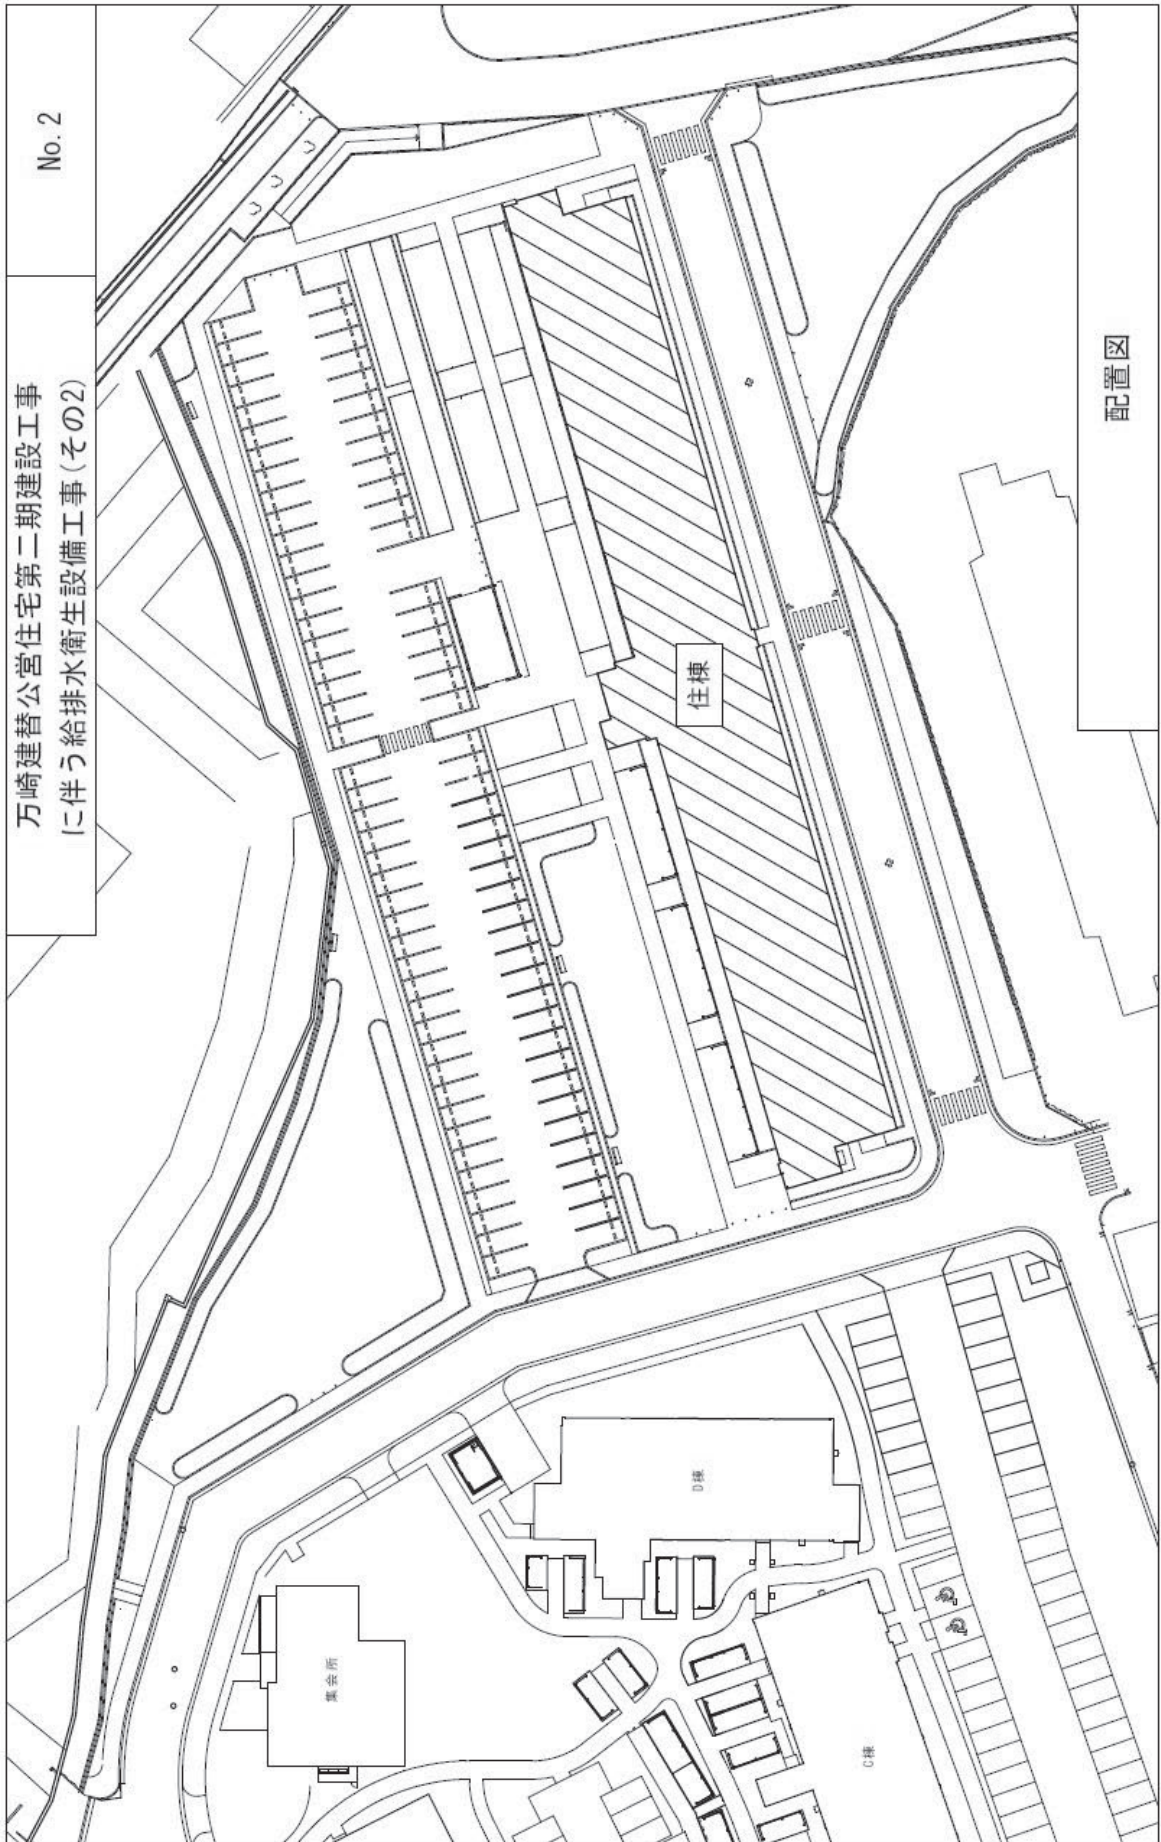 万崎建替公営住宅第二期建設工事
に伴う給排水衛生設備工事(その2)
No. 2
住棟
集会所
D棟
C棟
配置図